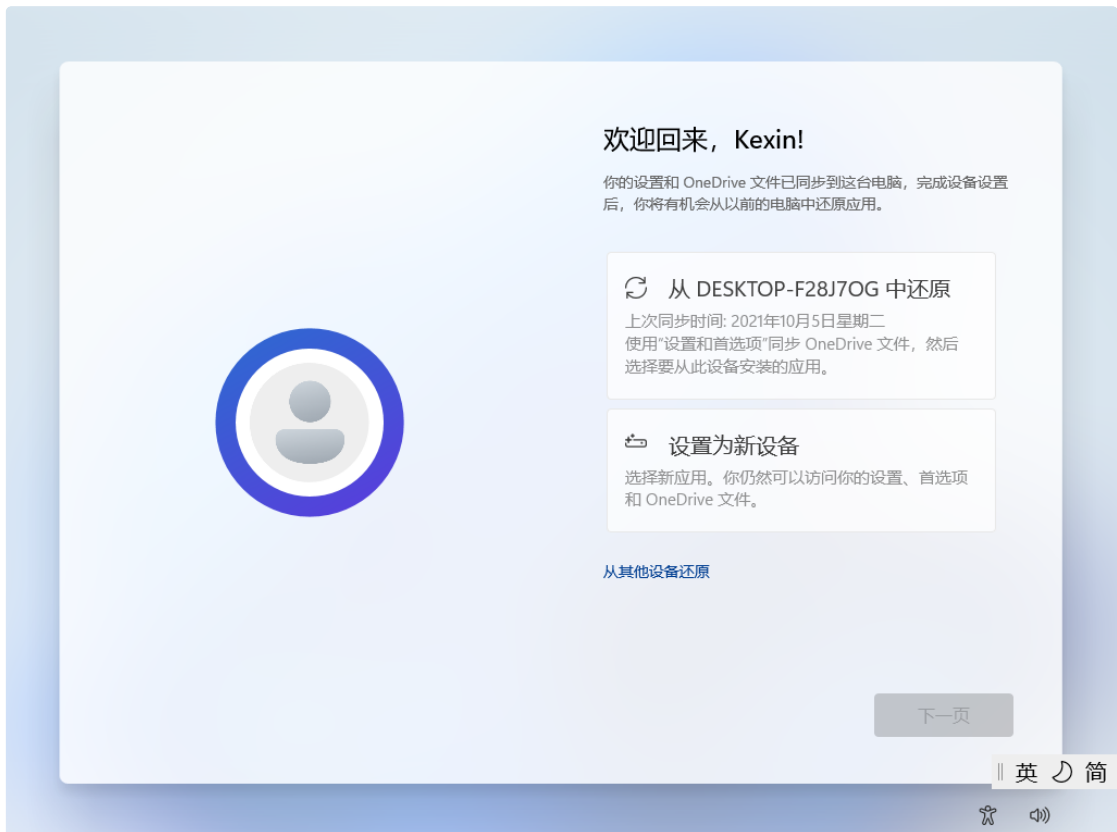 欢迎回来，Kexin!
你的设置和 OneDrive 文件已同步到这台电脑，完成设备设置
后，你将有机会从以前的电脑中还原应用。
从 DESKTOP-F28J7OG 中还原
上次同步时间: 2021年10月5日星期二
使用"设置和首选项"同步 OneDrive 文件，然后
选择要从此设备安装的应用。
设置为新设备
选择新应用。你仍然可以访问你的设置、首选项
和 OneDrive 文件。
从其他设备还原
下一页
英 简